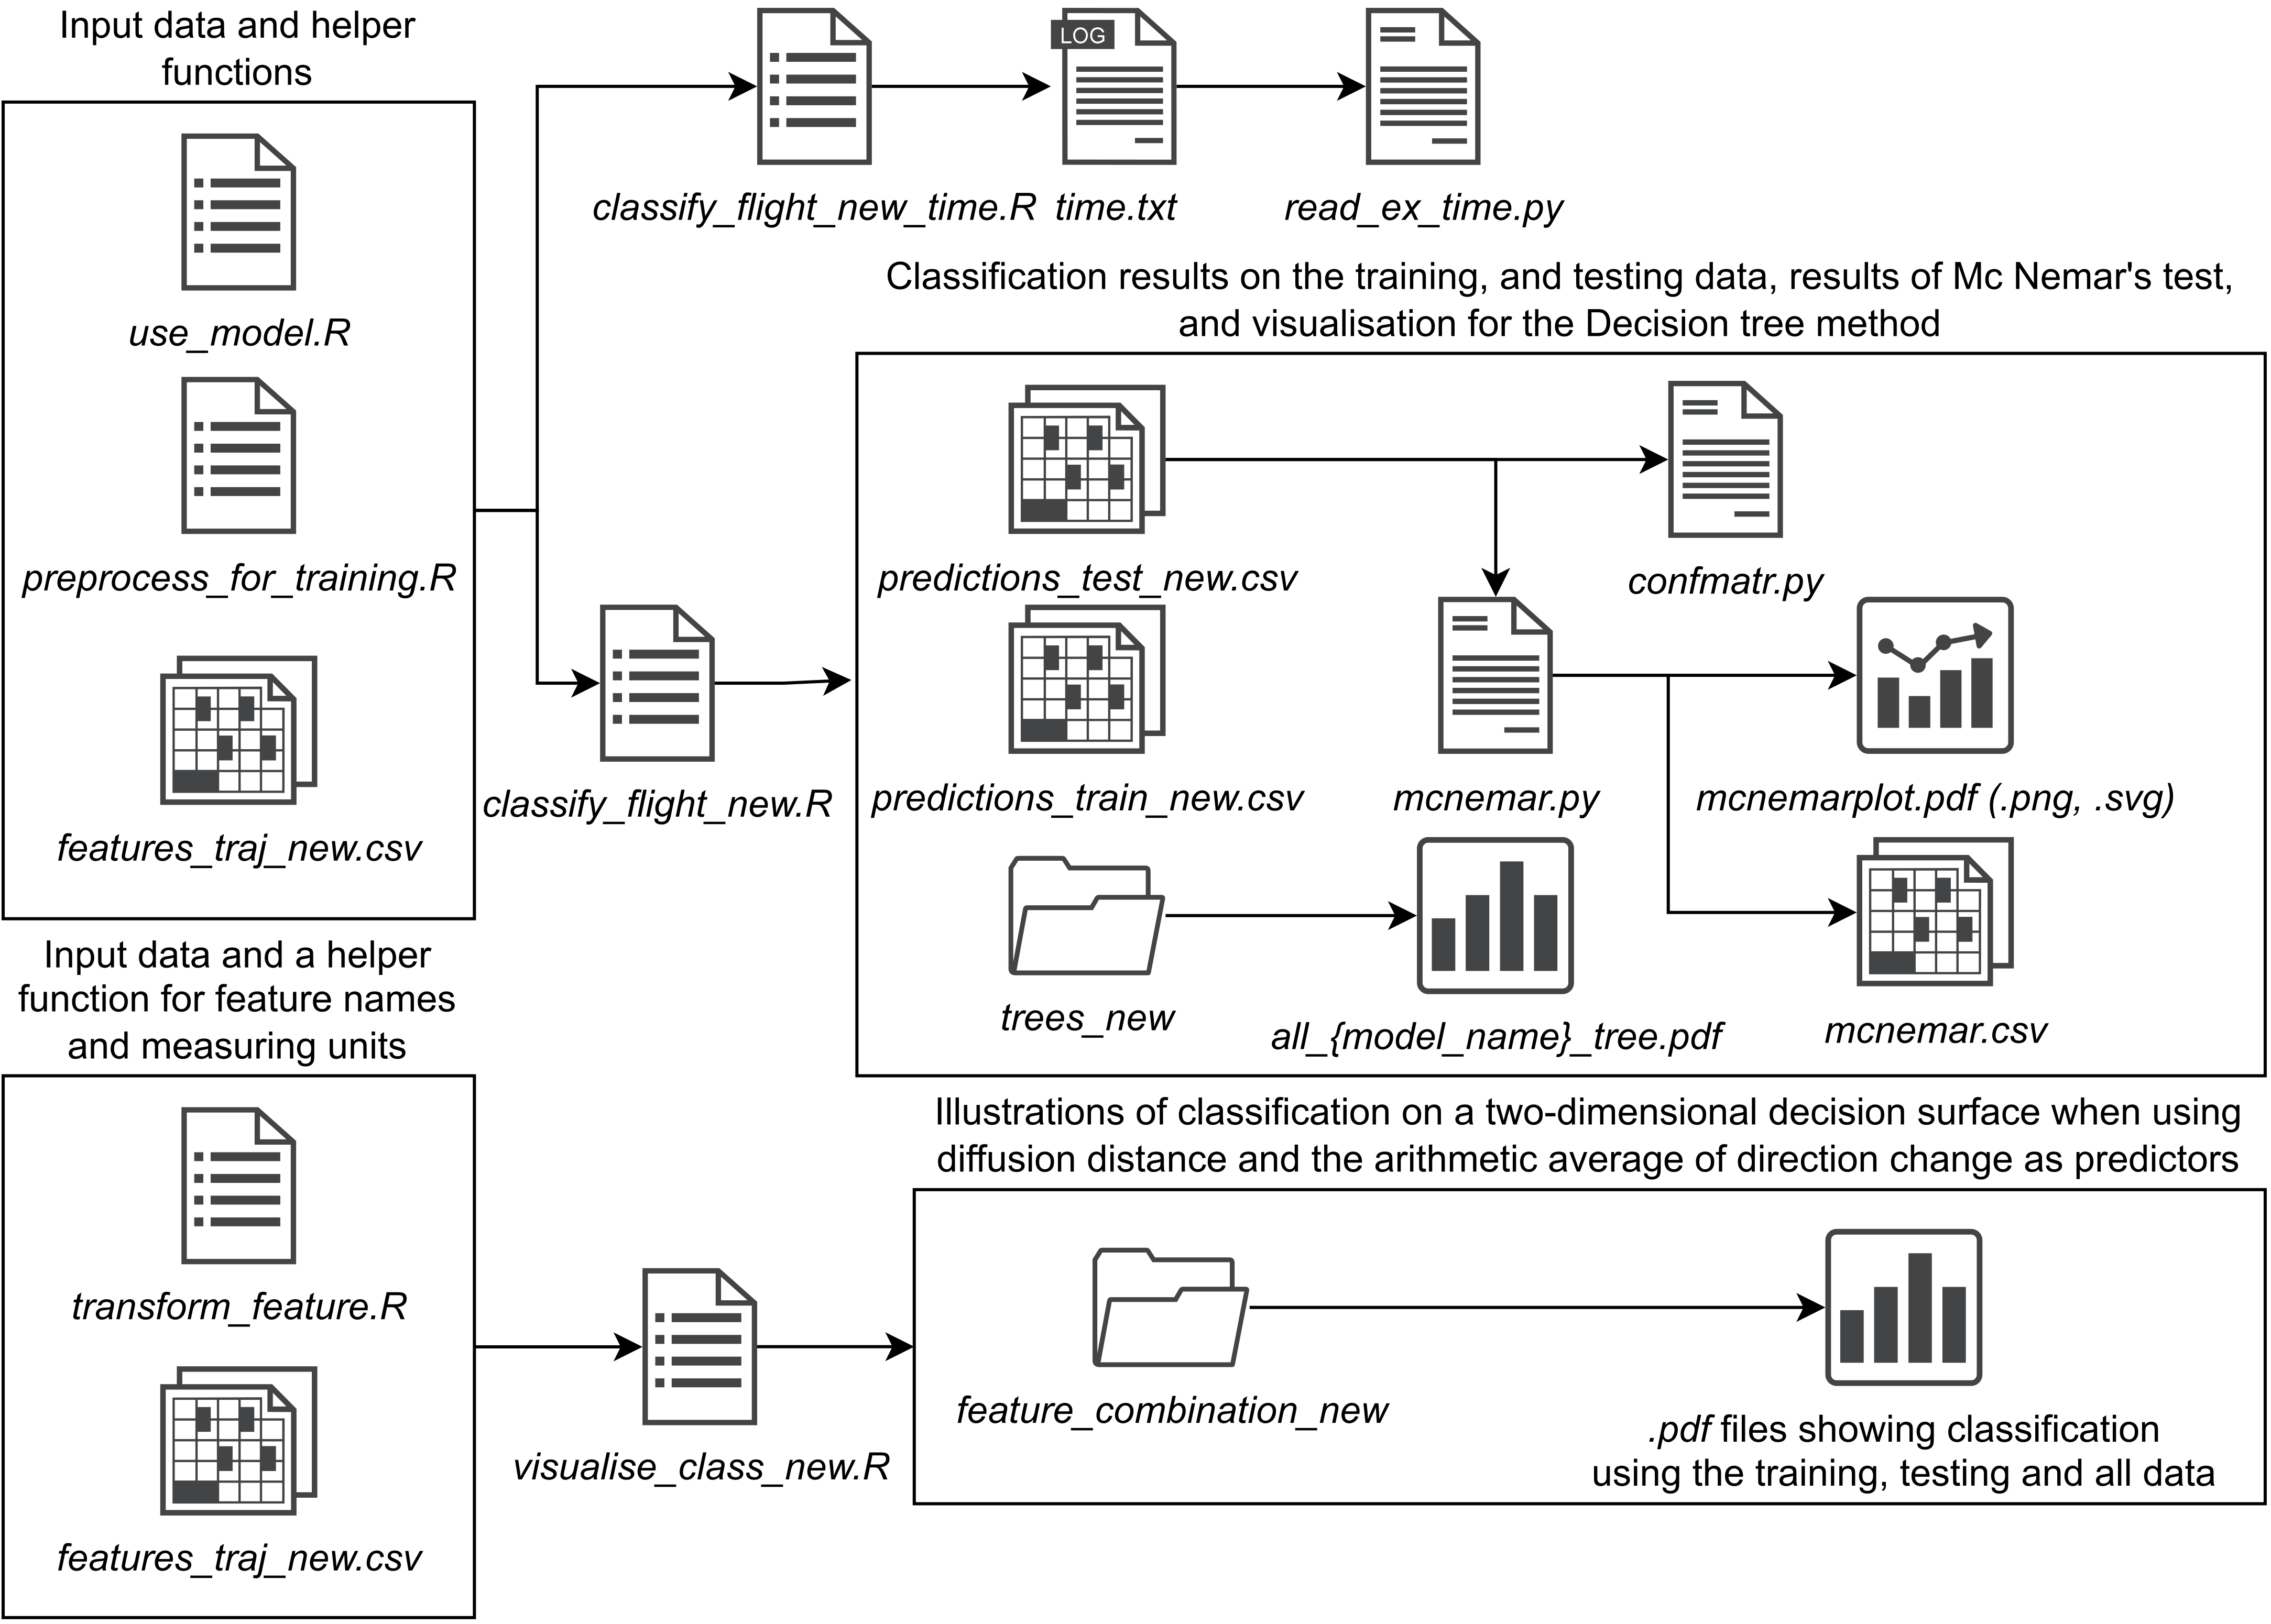 Input data and helper
functions
use_model.R
preprocess_for_training.R
features_traj_new.csv
LOG
classify_flight_new_time.R
time.txt
read_ex_time.py
classify_flight_new.R
Classification results on the training, and testing data, results of Mc Nemar's test,
and visualisation for the Decision tree method
predictions_test_new.csv
confmatr.py
predictions_train_new.csv
mcnemar.py
mcnemarplot.pdf (.png, .svg)
trees_new
all_{model_name}_tree.pdf
mcnemar.csv
Input data and a helper
function for feature names
and measuring units
transform_feature.R
features_traj_new.csv
visualise_class_new.R
Illustrations of classification on a two-dimensional decision surface when using
diffusion distance and the arithmetic average of direction change as predictors
feature_combination_new
.pdf files showing classification
using the training, testing and all data